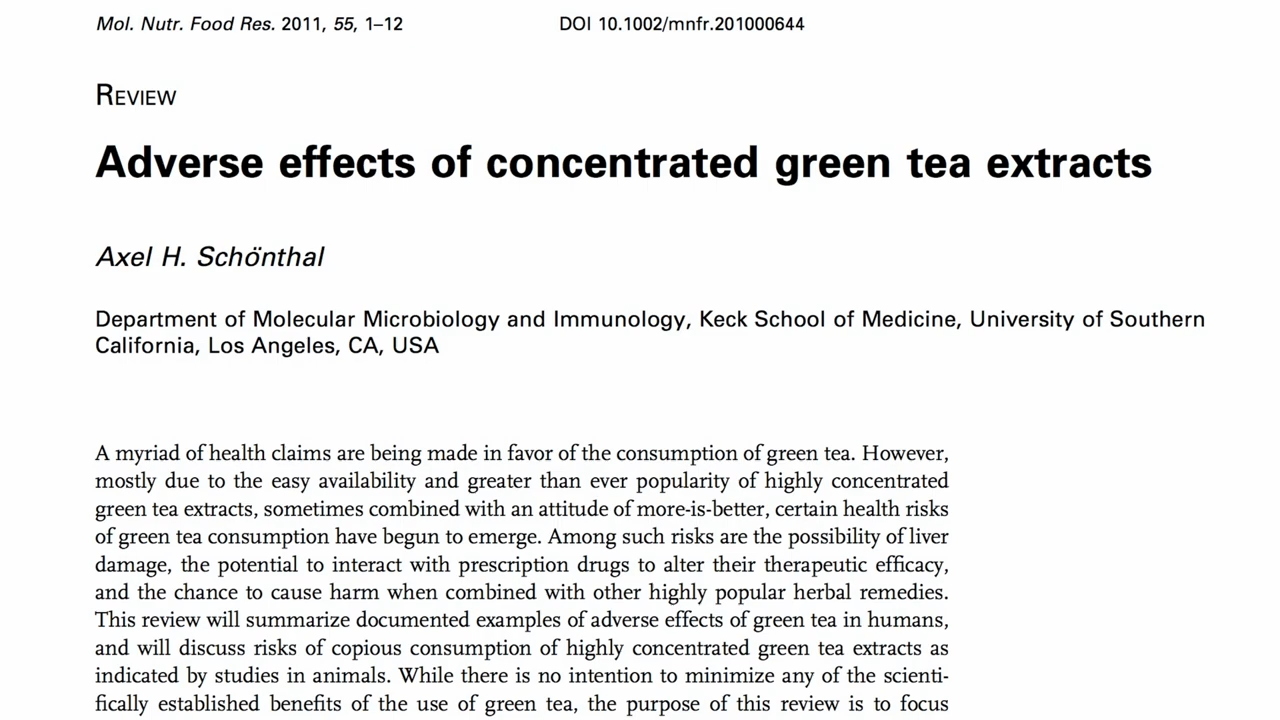 Mol. Nutr. Food Res. 2011, 55, 1–12 DOI 10.1002/mnfr.201000644
REVIEW
Adverse effects of concentrated green tea extracts
Axel H. Schönthal
Department of Molecular Microbiology and Immunology, Keck School of Medicine, University of Southern
California, Los Angeles, CA, USA
A myriad of health claims are being made in favor of the consumption of green tea. However,
mostly due to the easy availability and greater than ever popularity of highly concentrated
green tea extracts, sometimes combined with an attitude of more-is-better, certain health risks
of green tea consumption have begun to emerge. Among such risks are the possibility of liver
damage, the potential to interact with prescription drugs to alter their therapeutic efficacy,
and the chance to cause harm when combined with other highly popular herbal remedies.
This review will summarize documented examples of adverse effects of green tea in humans,
and will discuss risks of copious consumption of highly concentrated green tea extracts as
indicated by studies in animals. While there is no intention to minimize any of the scienti-
fically established benefits of the use of green tea, the purpose of this review is to focus